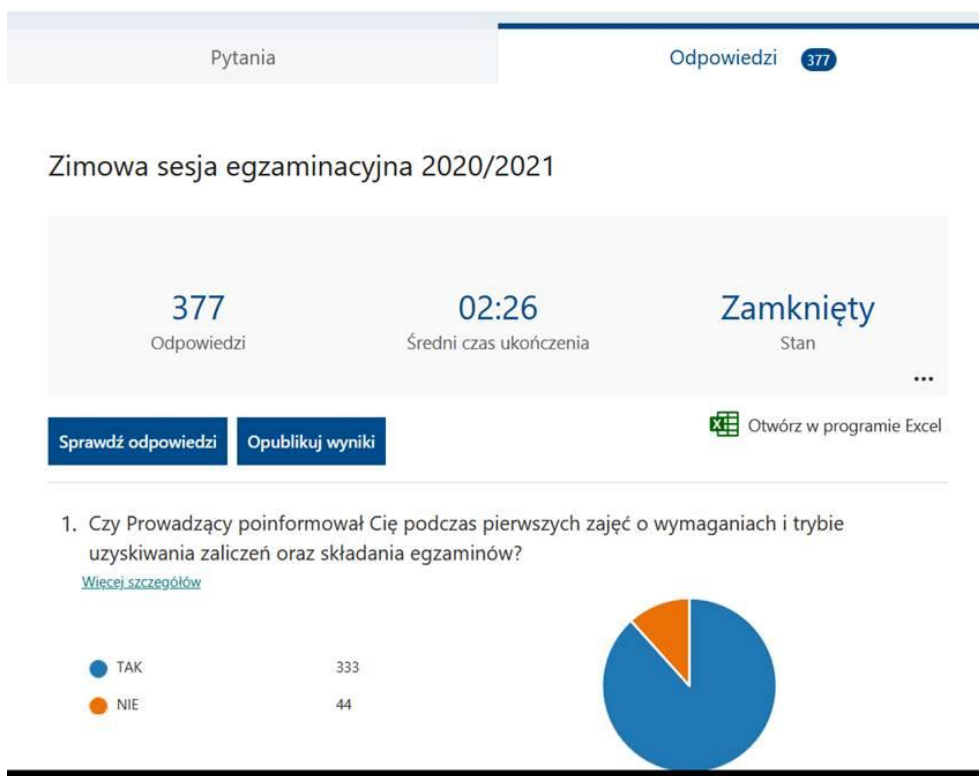 Pytania
Odpowiedzi 377
Zimowa sesja egzaminacyjna 2020/2021
377
Odpowiedzi
02:26
Średni czas ukończenia
Zamknięty
Stan
...
Sprawdź odpowiedzi
Opublikuj wyniki
Otwórz w programie Excel
1. Czy Prowadzący poinformował Cię podczas pierwszych zajęć o wymaganiach i trybie
uzyskiwania zaliczeń oraz składania egzaminów?
Więcej szczegółów
TAK 333
NIE 44